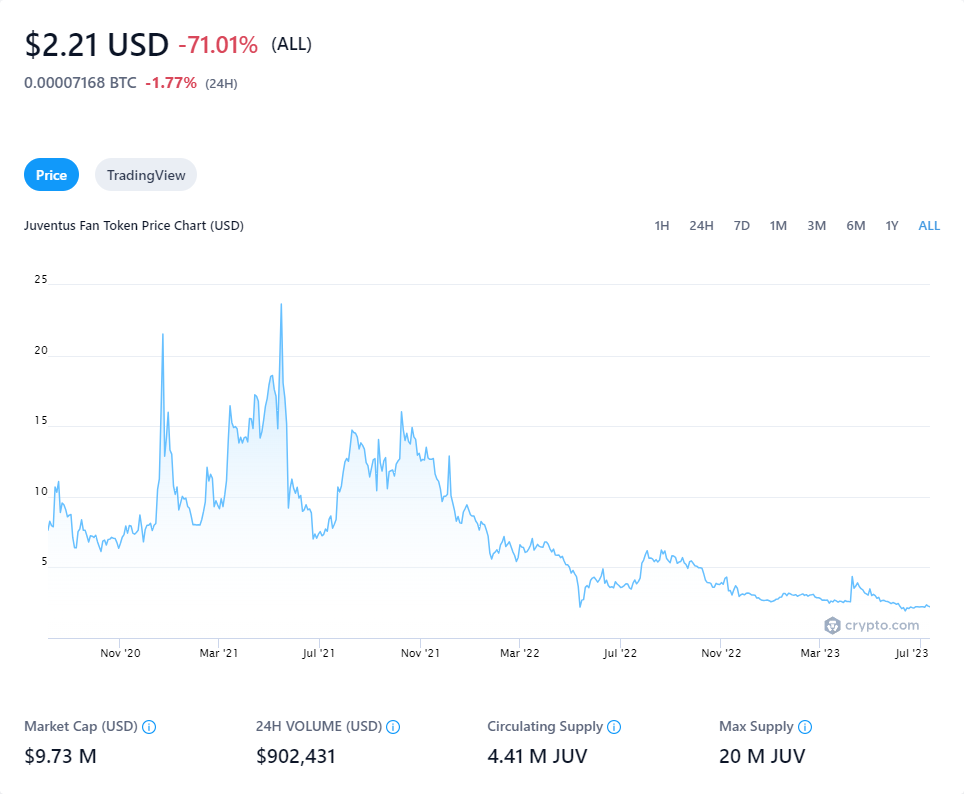 $2.21 USD -71.01% (ALL)
0.00007168 BTC -1.77% (24H)
Price TradingView
Juventus Fan Token Price Chart (USD) 1H 24H 7D 1M 3M 6M 1Y ALL
25
20
15
10
5
crypto.com
Nov '20 Mar '21 Jul '21 Nov '21 Mar '22 Jul '22 Nov '22 Mar '23 Jul '23
Market Cap (USD) 24H VOLUME (USD) Circulating Supply Max Supply
$9.73 M $902,431 4.41 M JUV 20 M JUV